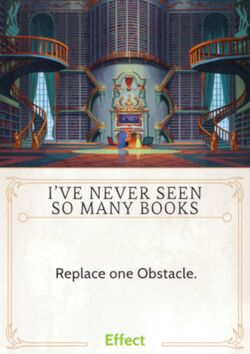 I'VE NEVER SEEN
SO MANY BOOKS
Replace one Obstacle.
Effect